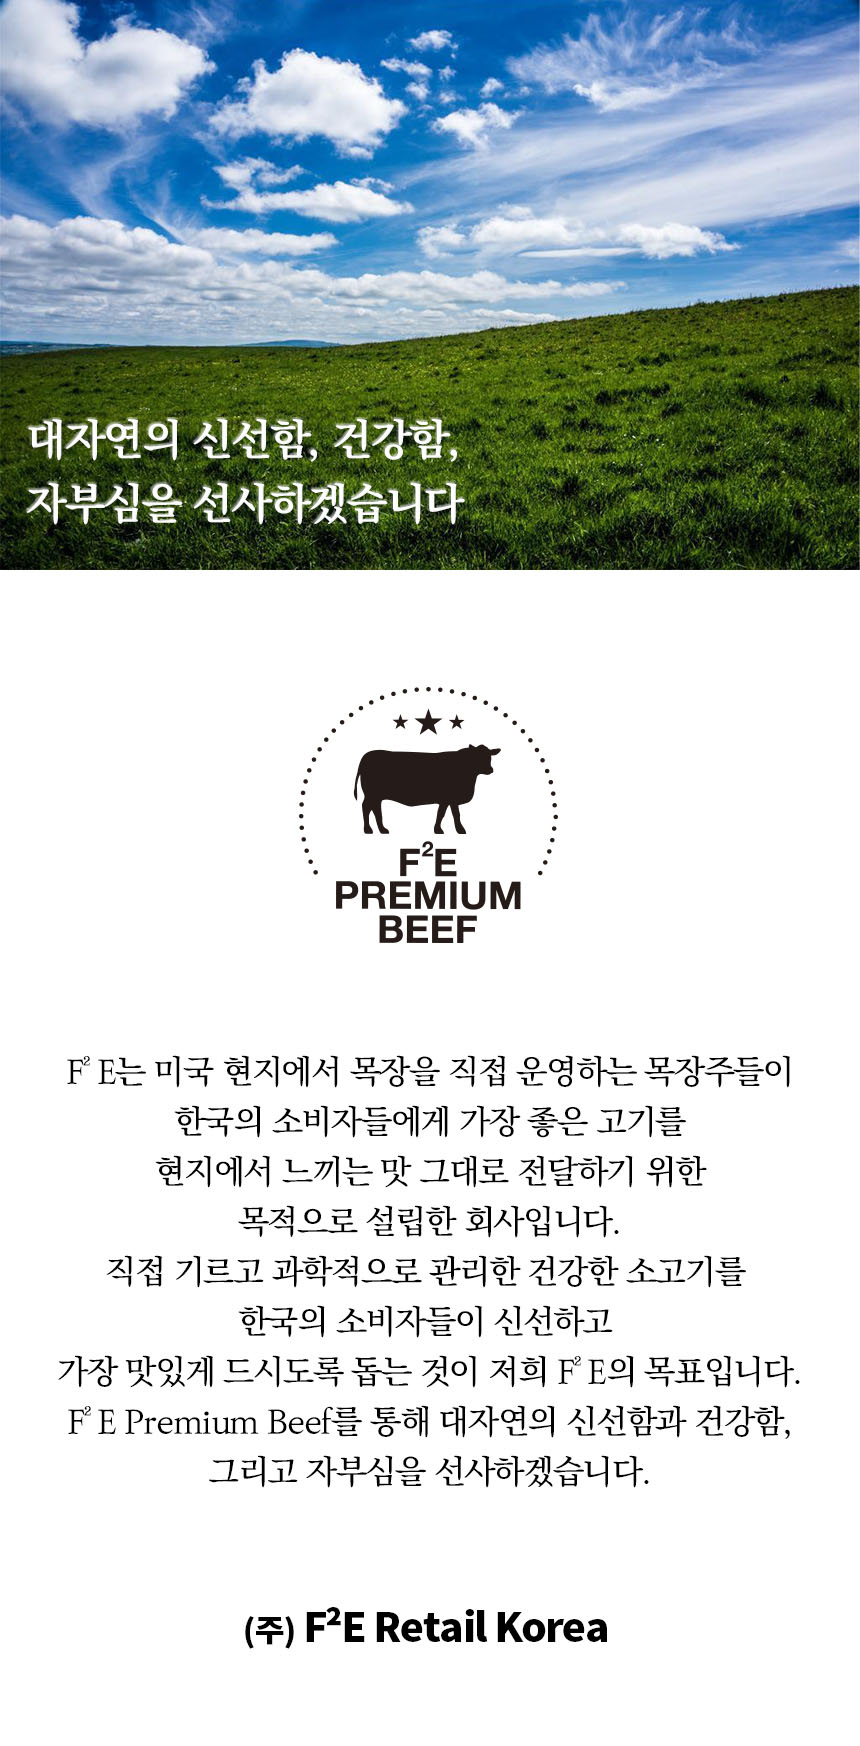 대자연의 신선함, 건강함,
자부심을 선사하겠습니다
F²E
PREMIUM
BEEF
F² E는 미국 현지에서 목장을 직접 운영하는 목장주들이
한국의 소비자들에게 가장 좋은 고기를
현지에서 느끼는 맛 그대로 전달하기 위한
목적으로 설립한 회사입니다.
직접 기르고 과학적으로 관리한 건강한 소고기를
한국의 소비자들이 신선하고
가장 맛있게 드시도록 돕는 것이 저희 F² E의 목표입니다.
F² E Premium Beef를 통해 대자연의 신선함과 건강함,
그리고 자부심을 선사하겠습니다.
(주) F²E Retail Korea